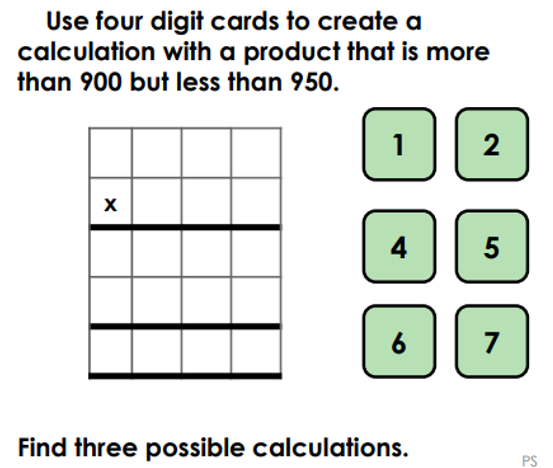 Use four digit cards to create a
calculation with a product that is more
than 900 but less than 950.
1 2
x
4 5
6 7
Find three possible calculations.
PS